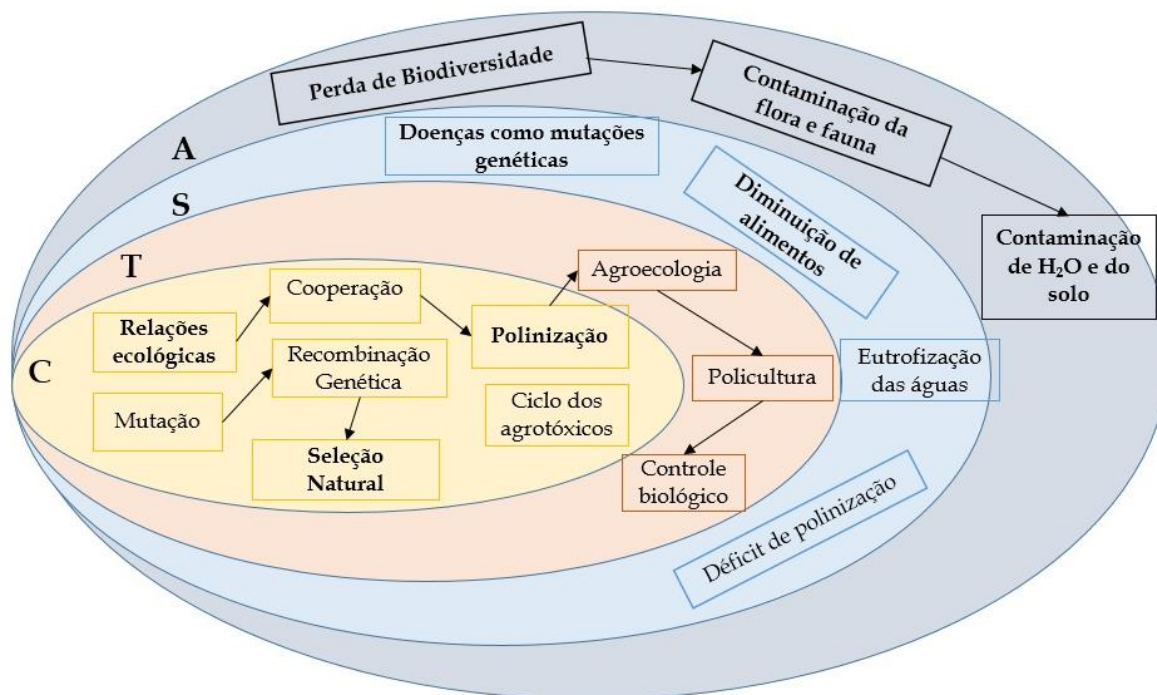 Perda de Biodiversidade
Contaminação da
flora e fauna
A
Doenças como mutações
genéticas
S
Diminuição de
alimentos
Contaminação
de H₂O e do
solo
T
Agroecologia
Cooperação
Relações
ecológicas
Polinização
C
Recombinação
Genética
Policultura
Eutrofização
das águas
Mutação
Ciclo dos
agrotóxicos
Seleção
Natural
Controle
biológico
Déficit de polinização